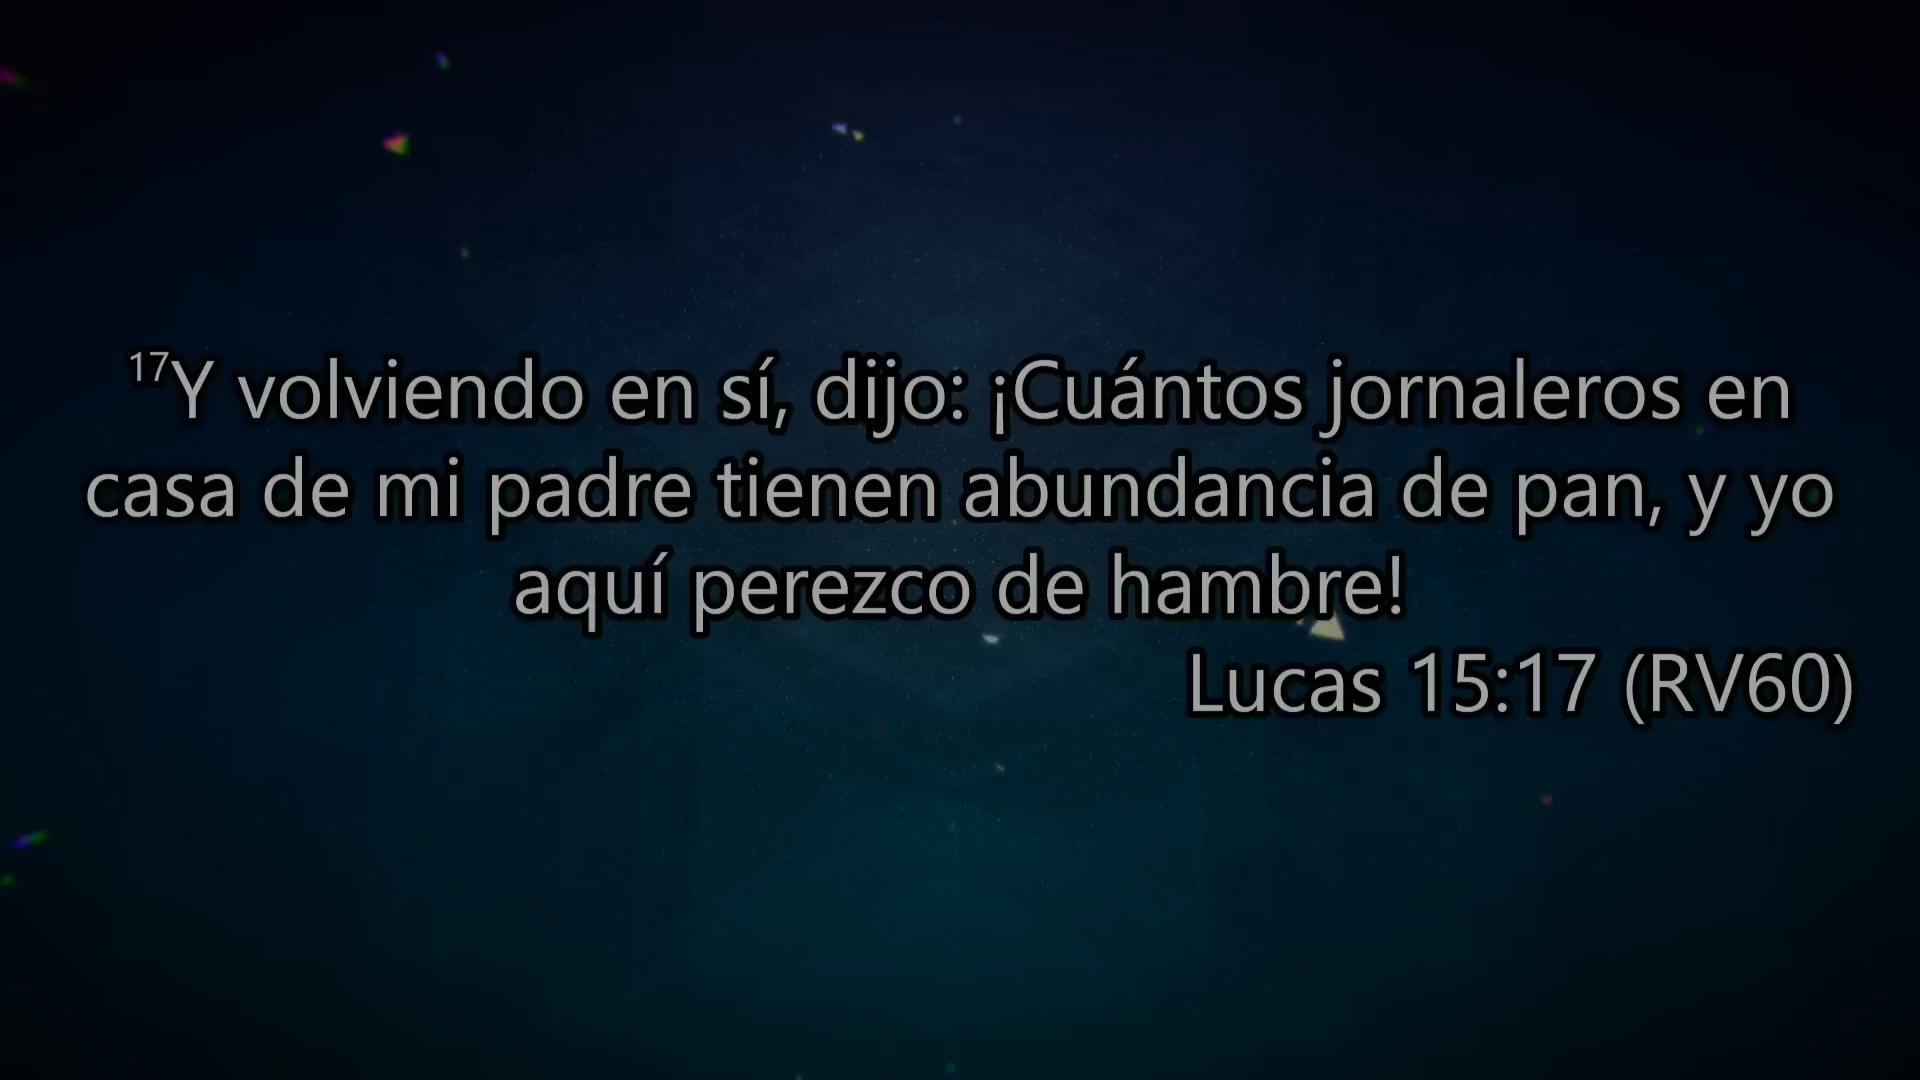 17Y volviendo en sí, dijo: ¡Cuántos jornaleros en
casa de mi padre tienen abundancia de pan, y yo
aquí perezco de hambre!
Lucas 15:17 (RV60)